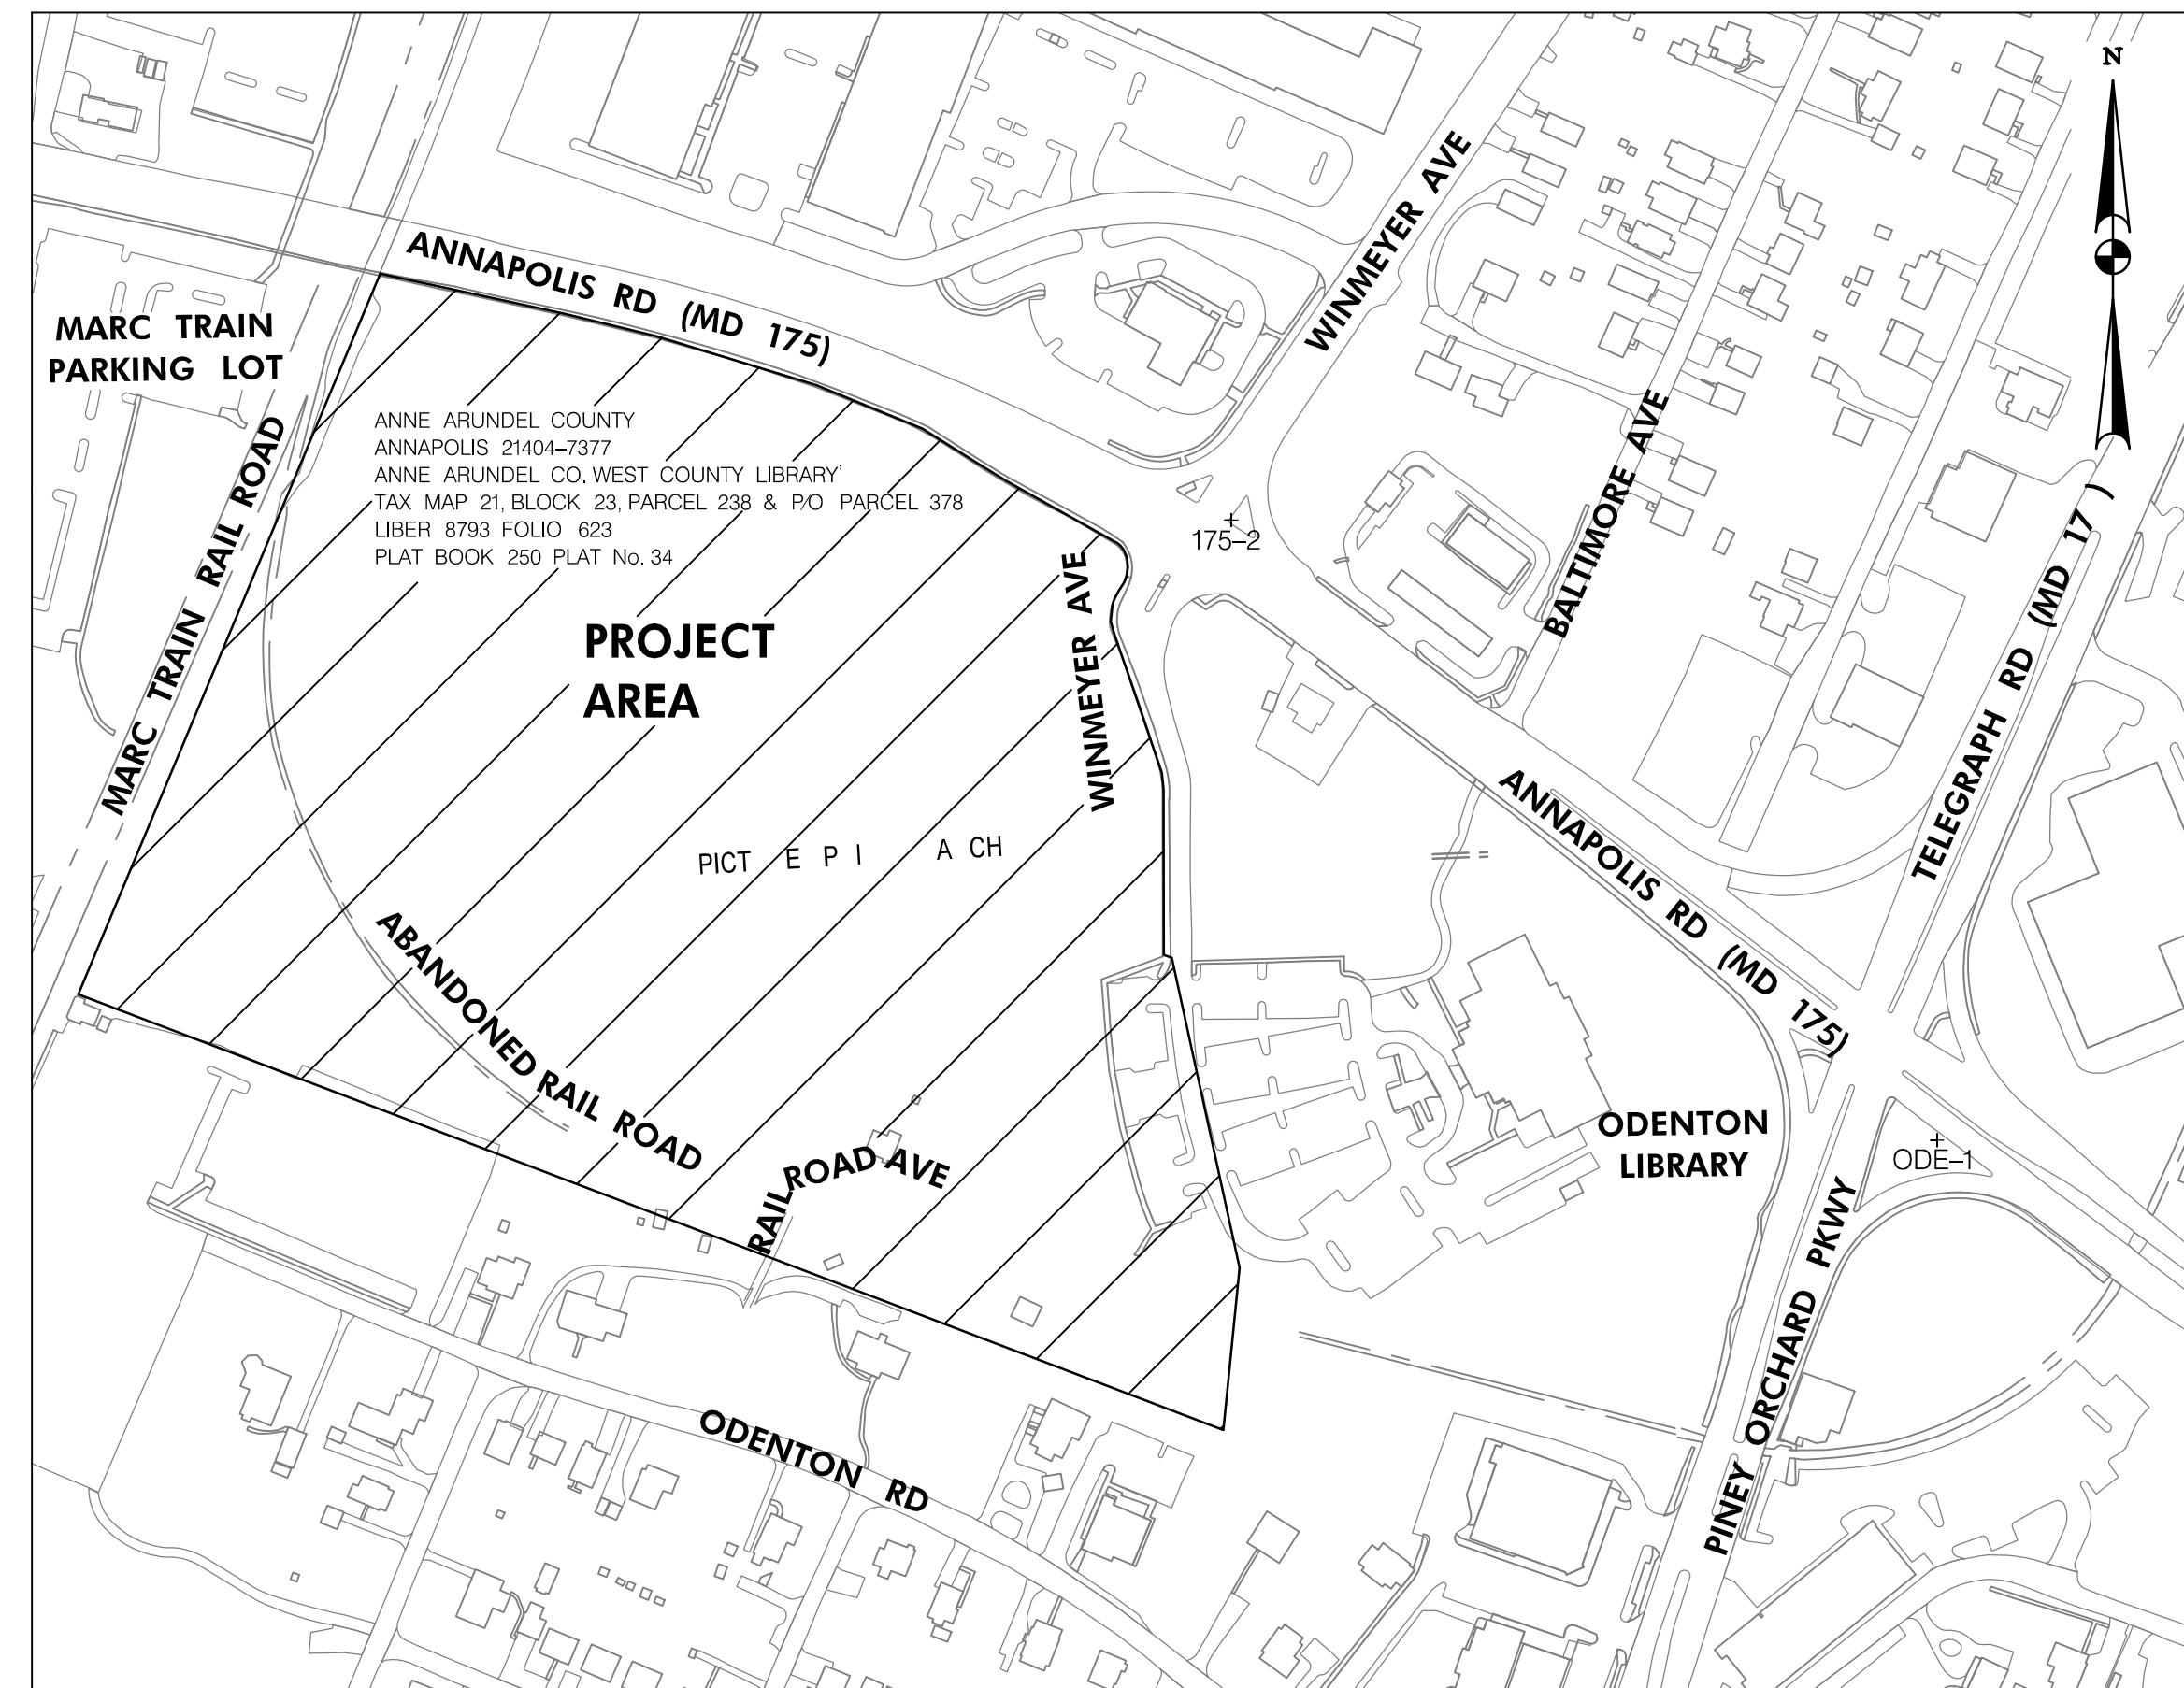 N
ANNAPOLIS RD (MD 175)
WINMEYER AVE
MARC TRAIN
PARKING LOT
ANNE ARUNDEL COUNTY
ANNAPOLIS 21404-7377
ANNE ARUNDEL CO. WEST COUNTY LIBRARY'
TAX MAP 21, BLOCK 23, PARCEL 238 & P/O PARCEL 378
LIBER 8793 FOLIO 623
PLAT BOOK 250 PLAT No. 34
MARC TRAIN RAIL ROAD
175-2
BALTIMORE AVE
TELEGRAPH RD (MD 17 )
PROJECT
AREA
WINMEYER AVE
ANNAPOLIS RD (MD 175)
PICT E P I A CH
ABANDONED RAIL ROAD
RAIL ROAD AVE
ODENTON
LIBRARY
ODE-1
PINEY ORCHARD PKWY
ODENTON RD